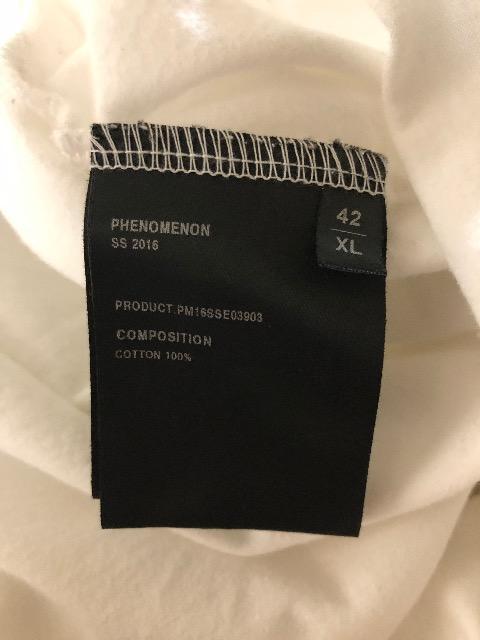 42
XL
PHENOMENON
SS 2016
PRODUCT.PM16SSE03903
COMPOSITION
COTTON 100%